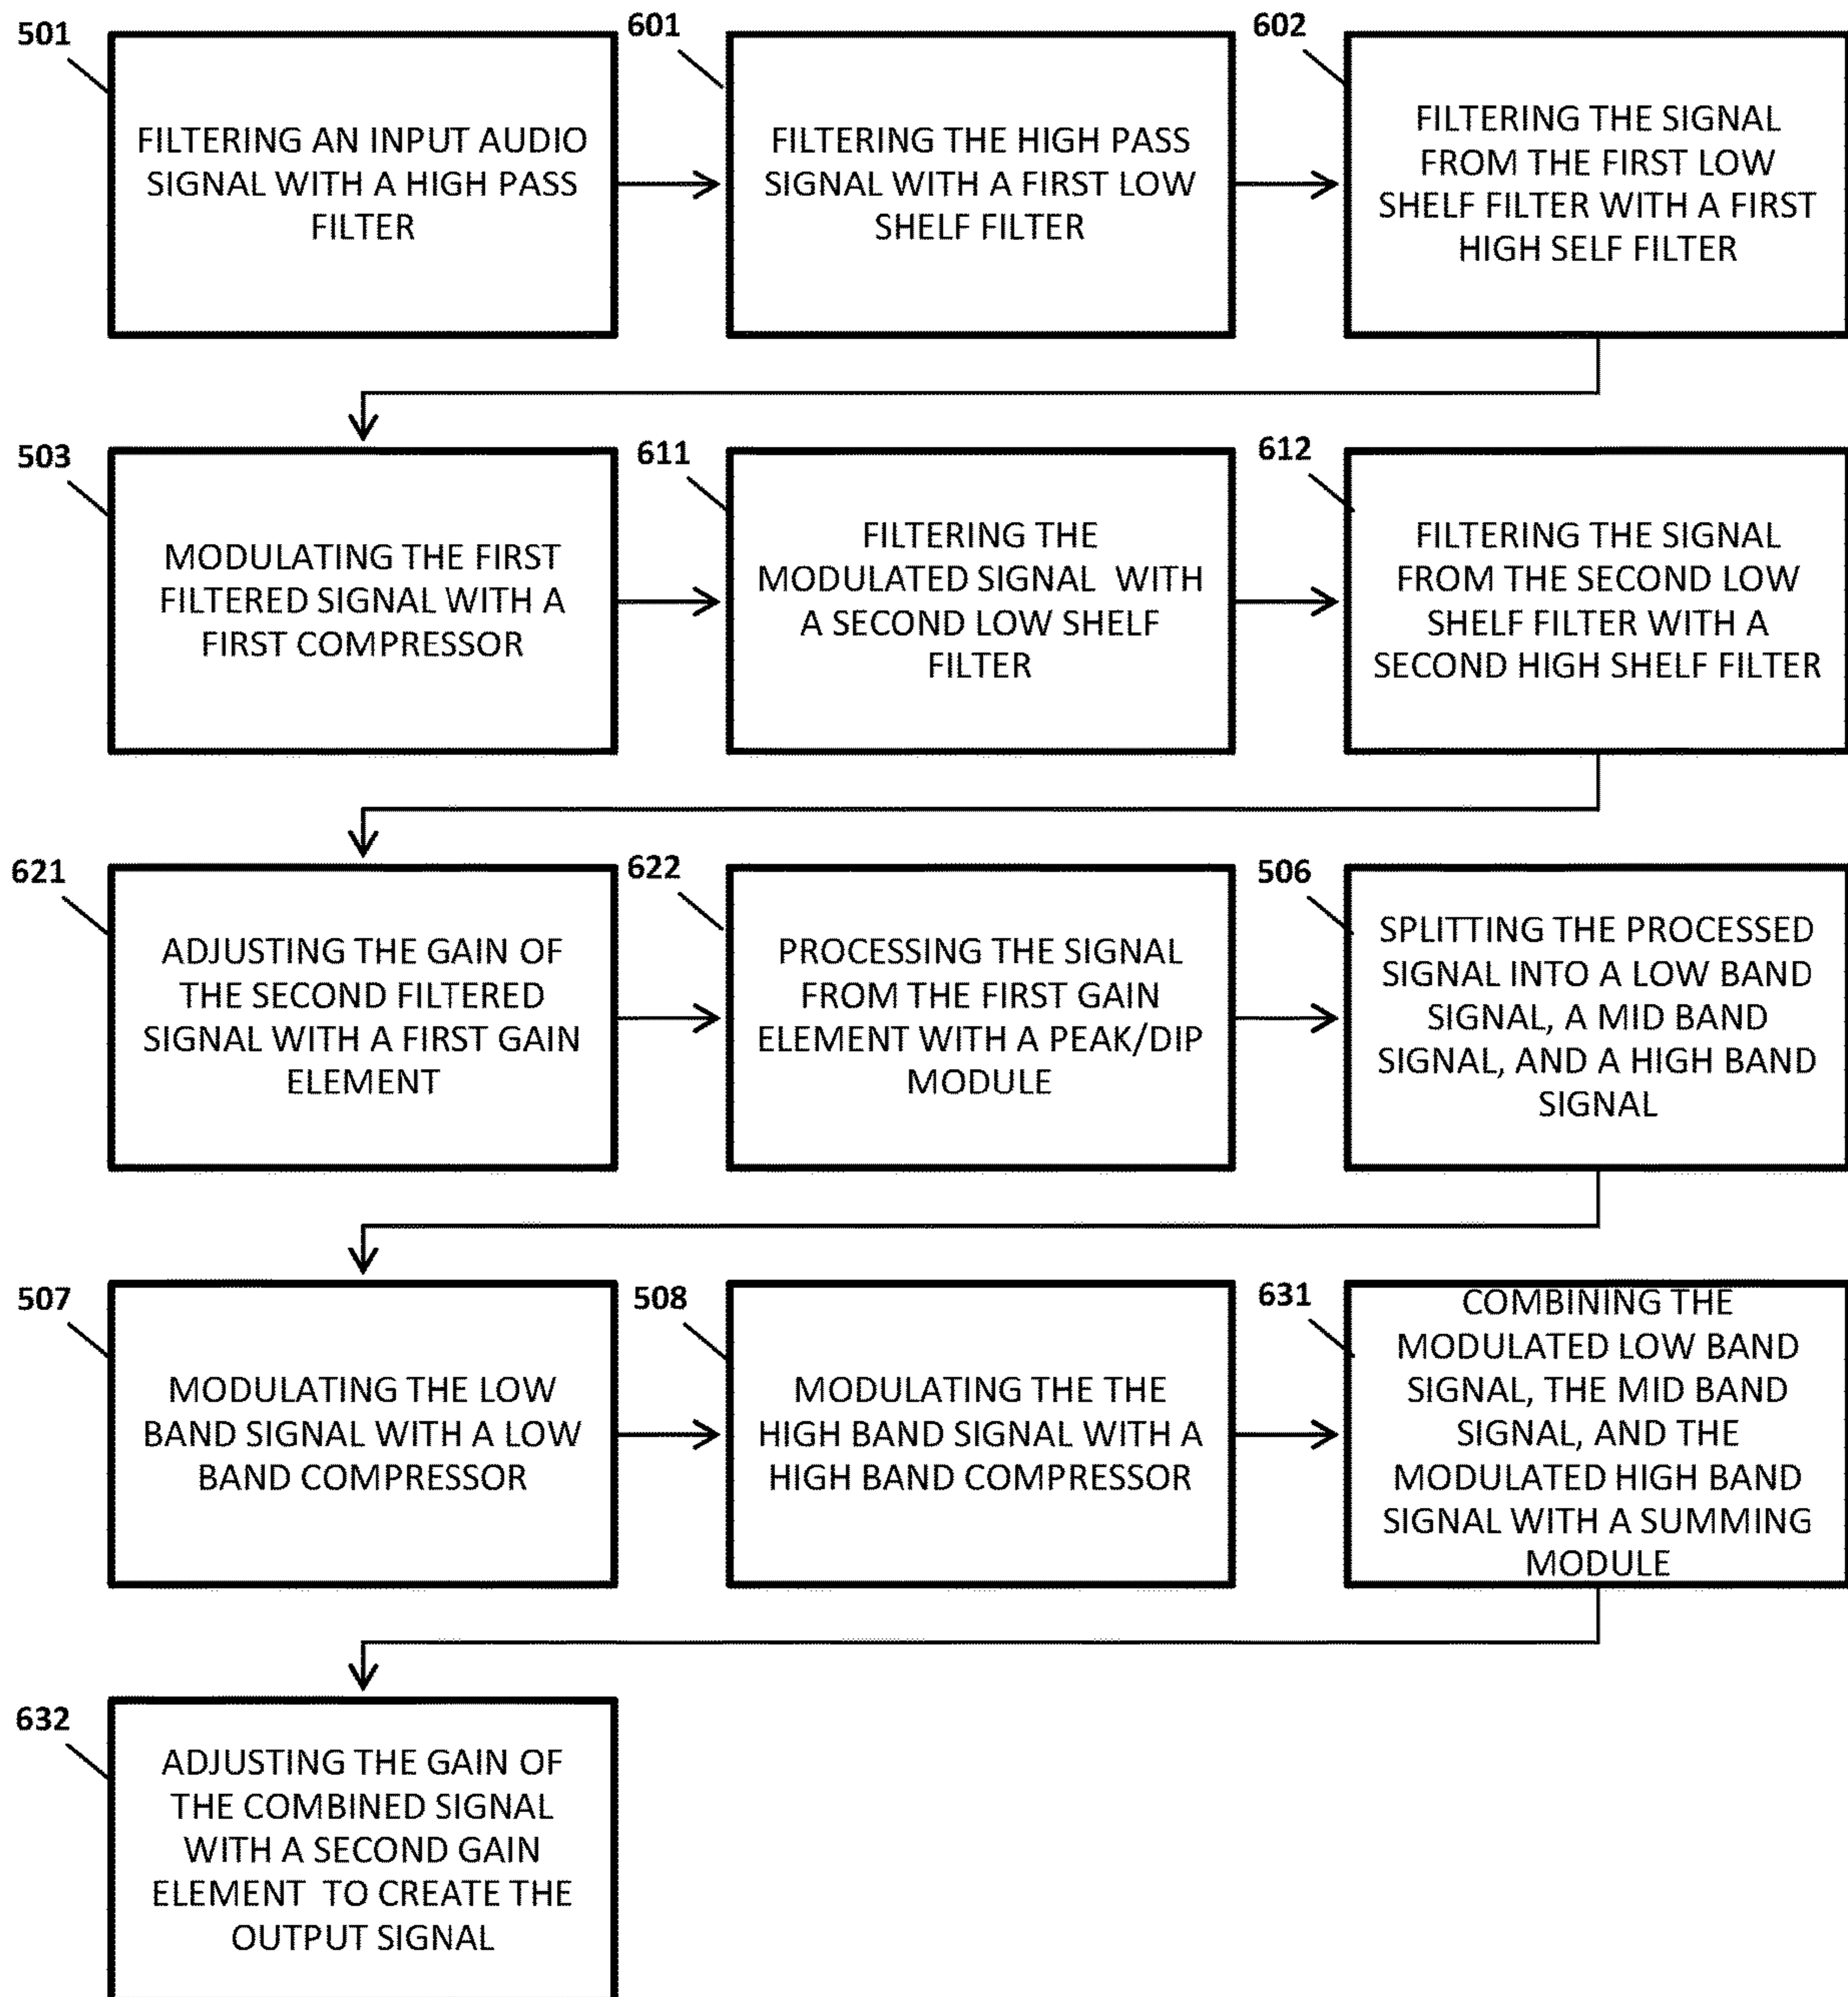 501
FILTERING AN INPUT AUDIO
SIGNAL WITH A HIGH PASS
FILTER
601
FILTERING THE HIGH PASS
SIGNAL WITH A FIRST LOW
SHELF FILTER
602
FILTERING THE SIGNAL
FROM THE FIRST LOW
SHELF FILTER WITH A FIRST
HIGH SELF FILTER
503
MODULATING THE FIRST
FILTERED SIGNAL WITH A
FIRST COMPRESSOR
611
FILTERING THE
MODULATED SIGNAL WITH
A SECOND LOW SHELF
FILTER
612
FILTERING THE SIGNAL
FROM THE SECOND LOW
SHELF FILTER WITH A
SECOND HIGH SHELF FILTER
621
ADJUSTING THE GAIN OF
THE SECOND FILTERED
SIGNAL WITH A FIRST GAIN
ELEMENT
622
PROCESSING THE SIGNAL
FROM THE FIRST GAIN
ELEMENT WITH A PEAK/DIP
MODULE
506
SPLITTING THE PROCESSED
SIGNAL INTO A LOW BAND
SIGNAL, A MID BAND
SIGNAL, AND A HIGH BAND
SIGNAL
507
MODULATING THE LOW
BAND SIGNAL WITH A LOW
BAND COMPRESSOR
508
MODULATING THE THE
HIGH BAND SIGNAL WITH A
HIGH BAND COMPRESSOR
631
COMBINING THE
MODULATED LOW BAND
SIGNAL, THE MID BAND
SIGNAL, AND THE
MODULATED HIGH BAND
SIGNAL WITH A SUMMING
MODULE
632
ADJUSTING THE GAIN OF
THE COMBINED SIGNAL
WITH A SECOND GAIN
ELEMENT TO CREATE THE
OUTPUT SIGNAL